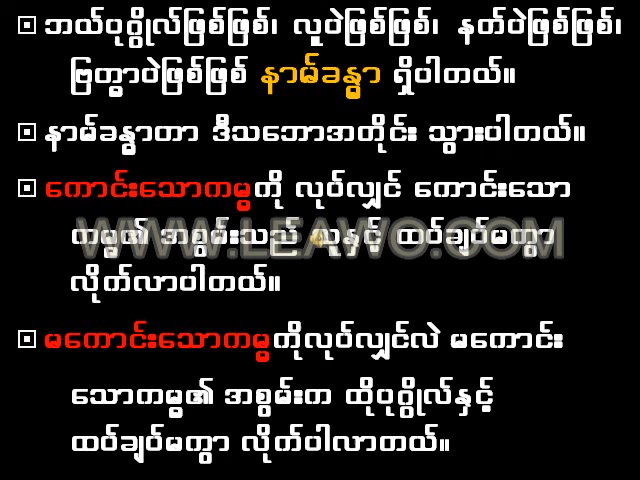 ဘယ်ပုဂ္ဂိုလ်ဖြစ်ဖြစ်၊ လူပဲဖြစ်ဖြစ်၊ နတ်ပဲဖြစ်ဖြစ်၊
ဗြဟ္မာပဲဖြစ်ဖြစ် နာမ်ခန္ဓာ ရှိပါတယ်။
နာမ်ခန္ဓာတာ ဒီသဘောအတိုင်း သွားပါတယ်။
ကောင်းသောကမ္မကို လုပ်လျှင် ကောင်းသော
ကမ္မ၏ အစွမ်းသည် သူနှင့် ထပ်ချပ်မကွာ
WWW.LEAWO.COM
လိုက်လာပါတယ်။
မကောင်းသောကမ္မကိုလုပ်လျှင်လဲ မကောင်း
သောကမ္မ၏ အစွမ်းက ထိုပုဂ္ဂိုလ်နှင့်
ထပ်ချပ်မကွာ လိုက်ပါလာတယ်။